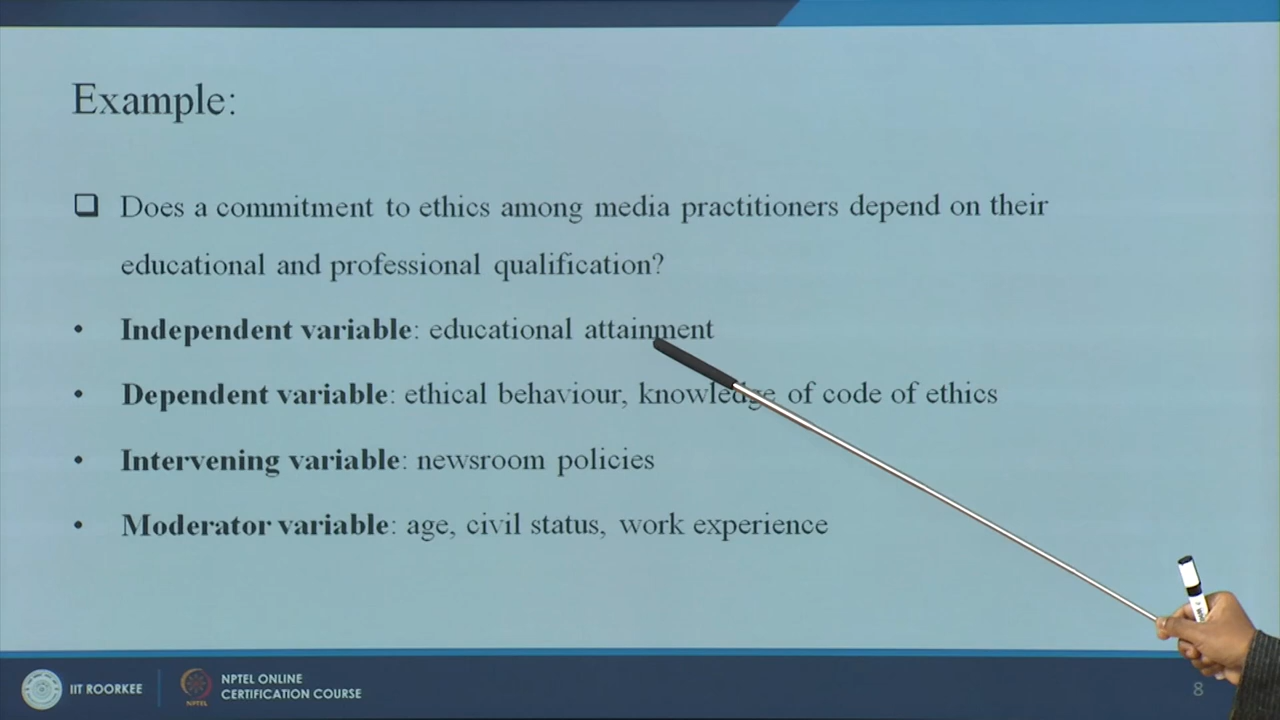 Example:
❑ Does a commitment to ethics among media practitioners depend on their
educational and professional qualification?
• Independent variable: educational attainment
• Dependent variable: ethical behaviour, knowledge of code of ethics
• Intervening variable: newsroom policies
• Moderator variable: age, civil status, work experience
IIT ROORKEE
NPTEL
NPTEL ONLINE
CERTIFICATION COURSE
8